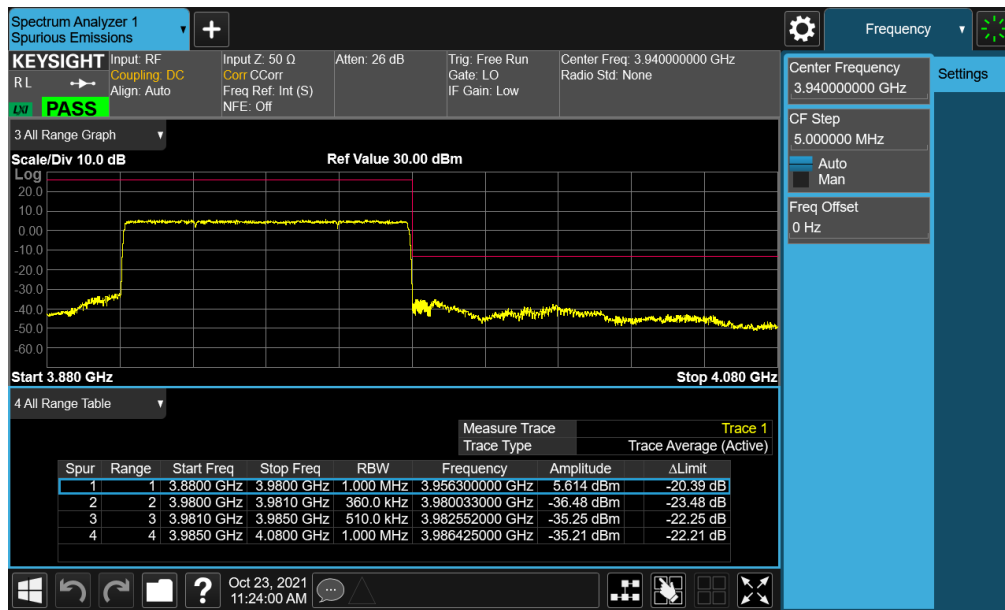 Spectrum Analyzer 1
Spurious Emissions
Frequency
KEYSIGHT
Input: RF
Coupling: DC
Align: Auto
Input Z: 50 Ω
Corr CCorr
Freq Ref: Int (S)
NFE: Off
Atten: 26 dB
Trig: Free Run
Gate: LO
IF Gain: Low
Center Freq: 3.940000000 GHz
Radio Std: None
R L
LXI
PASS
Center Frequency
3.940000000 GHz
Settings
CF Step
5.000000 MHz
Auto
Man
Freq Offset
0 Hz
3 All Range Graph
Scale/Div 10.0 dB
Ref Value 30.00 dBm
Log
20.0
10.0
0.00
-10.0
-20.0
-30.0
-40.0
-50.0
-60.0
Start 3.880 GHz
Stop 4.080 GHz
4 All Range Table
Measure Trace Trace 1
Trace Type Trace Average (Active)
Spur Range Start Freq Stop Freq RBW Frequency Amplitude ΔLimit
1 1 3.8800 GHz 3.9800 GHz 1.000 MHz 3.956300000 GHz 5.614 dBm -20.39 dB
2 2 3.9800 GHz 3.9810 GHz 360.0 kHz 3.980033000 GHz -36.48 dBm -23.48 dB
3 3 3.9810 GHz 3.9850 GHz 510.0 kHz 3.982552000 GHz -35.25 dBm -22.25 dB
4 4 3.9850 GHz 4.0800 GHz 1.000 MHz 3.986425000 GHz -35.21 dBm -22.21 dB
Oct 23, 2021
11:24:00 AM